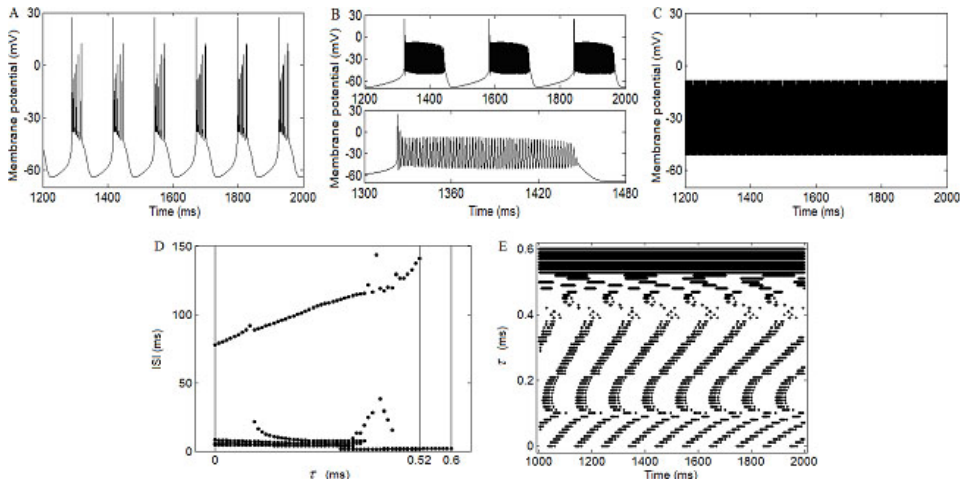 A
Membrane potential (mV)
30
0
-30
-60
1200 1400 1600 1800 2000
Time (ms)
B
Membrane potential (mV)
30
0
-30
-60
1200 1400 1600 1800 2000
30
0
-30
-60
1300 1360 1420 1480
Time (ms)
C
Membrane potential (mV)
30
0
-30
-60
1200 1400 1600 1800 2000
Time (ms)
D
ISI (ms)
150
100
50
0
0 0.52 0.6
τ (ms)
E
τ
0.6
0.4
0.2
0
1000 1200 1400 1600 1800 2000
Time (ms)